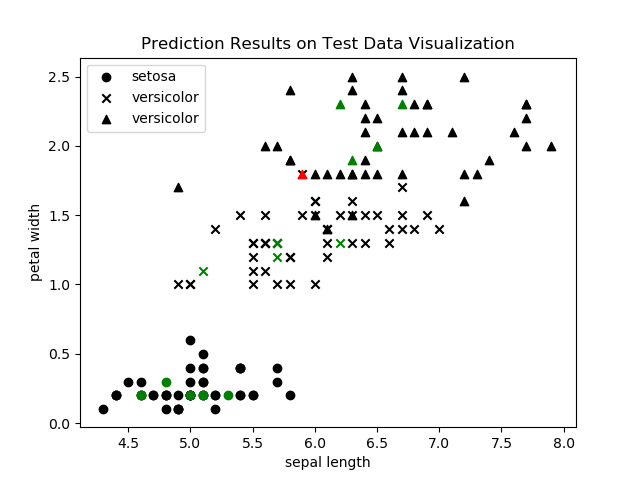 Prediction Results on Test Data Visualization
setosa
versicolor
versicolor
2.5
2.0
1.5
1.0
0.5
0.0
petal width
4.5 5.0 5.5 6.0 6.5 7.0 7.5 8.0
sepal length